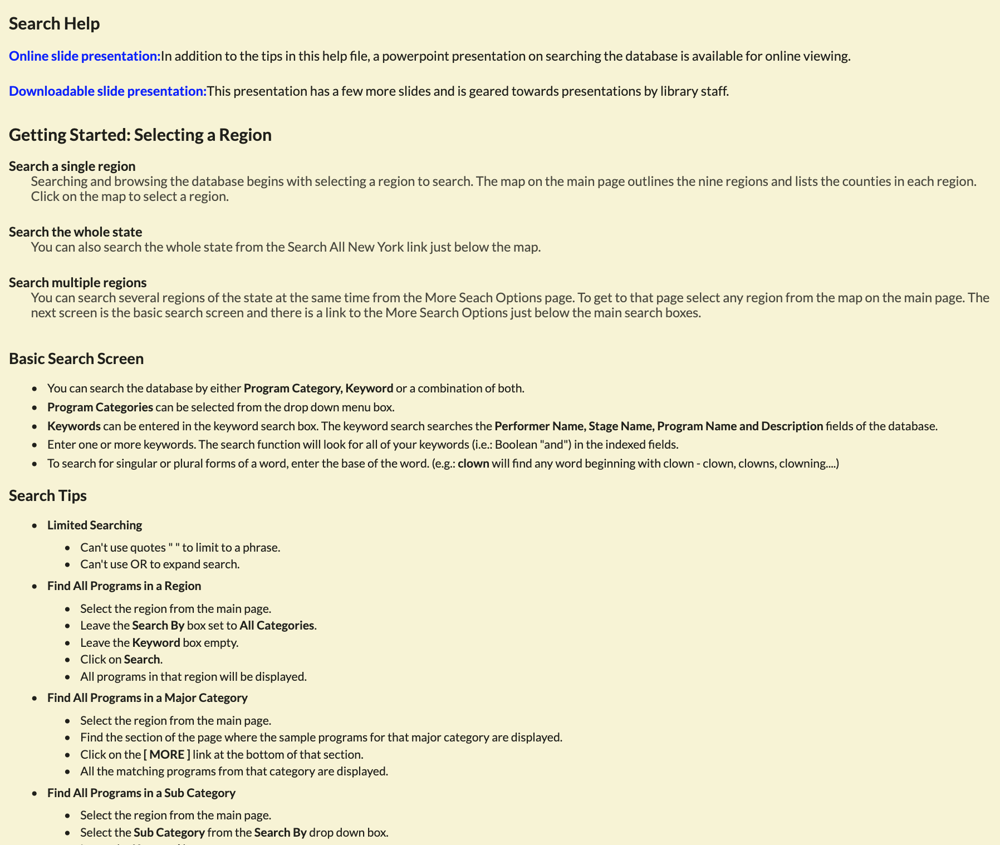 Search Help
Online slide presentation:In addition to the tips in this help file, a powerpoint presentation on searching the database is available for online viewing.
Downloadable slide presentation:This presentation has a few more slides and is geared towards presentations by library staff.
Getting Started: Selecting a Region
Search a single region
Searching and browsing the database begins with selecting a region to search. The map on the main page outlines the nine regions and lists the counties in each region.
Click on the map to select a region.
Search the whole state
You can also search the whole state from the Search All New York link just below the map.
Search multiple regions
You can search several regions of the state at the same time from the More Seach Options page. To get to that page select any region from the map on the main page. The
next screen is the basic search screen and there is a link to the More Search Options just below the main search boxes.
Basic Search Screen
• You can search the database by either Program Category, Keyword or a combination of both.
• Program Categories can be selected from the drop down menu box.
• Keywords can be entered in the keyword search box. The keyword search searches the Performer Name, Stage Name, Program Name and Description fields of the database.
• Enter one or more keywords. The search function will look for all of your keywords (i.e.: Boolean "and") in the indexed fields.
• To search for singular or plural forms of a word, enter the base of the word. (e.g.: clown will find any word beginning with clown - clown, clowns, clowning....)
Search Tips
• Limited Searching
• Can't use quotes " " to limit to a phrase.
• Can't use OR to expand search.
• Find All Programs in a Region
• Select the region from the main page.
• Leave the Search By box set to All Categories.
• Leave the Keyword box empty.
• Click on Search.
• All programs in that region will be displayed.
• Find All Programs in a Major Category
• Select the region from the main page.
• Find the section of the page where the sample programs for that major category are displayed.
• Click on the [ MORE ] link at the bottom of that section.
• All the matching programs from that category are displayed.
• Find All Programs in a Sub Category
• Select the region from the main page.
• Select the Sub Category from the Search By drop down box.